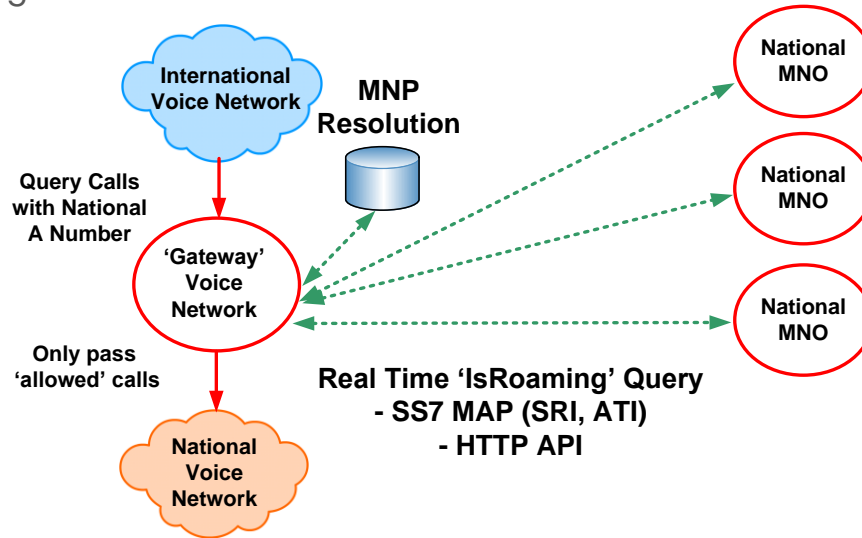 International
Voice Network
MNP
Resolution
National
MNO
Query Calls
with National
A Number
National
MNO
‘Gateway’
Voice
Network
National
MNO
Only pass
‘allowed’ calls
Real Time ‘IsRoaming’ Query
- SS7 MAP (SRI, ATI)
- HTTP API
National
Voice
Network